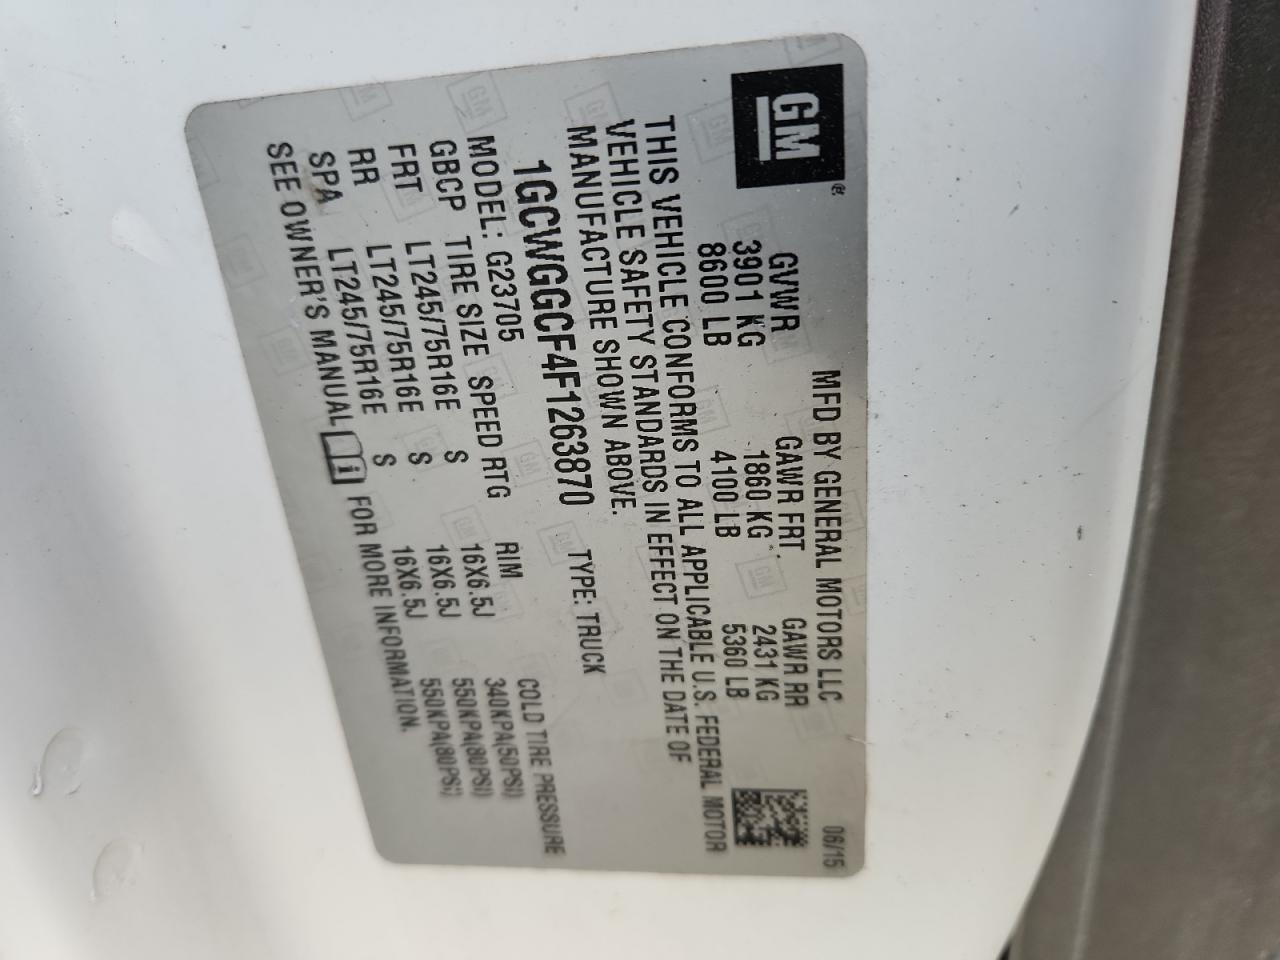 GM®
MFD BY GENERAL MOTORS LLC 06/15
GVWR GAWR FRT GAWR RR
3901 KG 1860 KG 2431 KG
8600 LB 4100 LB 5360 LB
THIS VEHICLE CONFORMS TO ALL APPLICABLE U.S. FEDERAL MOTOR
VEHICLE SAFETY STANDARDS IN EFFECT ON THE DATE OF
MANUFACTURE SHOWN ABOVE.
1GCWGGCF4F1263870 TYPE: TRUCK
MODEL: G23705
GBCP TIRE SIZE SPEED RTG RIM COLD TIRE PRESSURE
FRT LT245/75R16E S 16X6.5J 340KPA(50PSI)
RR LT245/75R16E S 16X6.5J 550KPA(80PSI)
SPA LT245/75R16E S 16X6.5J 550KPA(80PSI)
SEE OWNER'S MANUAL i FOR MORE INFORMATION.